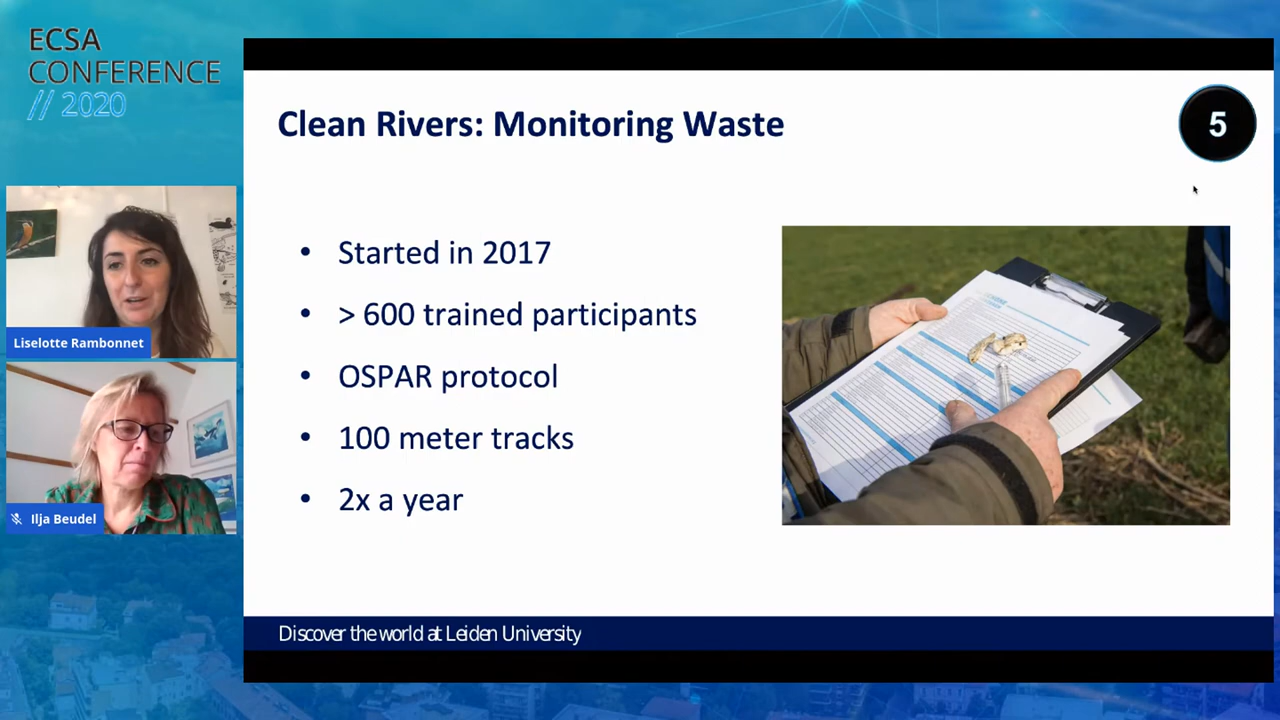 ECSA
CONFERENCE
// 2020
Liselotte Rambonnet
Ilja Beudel
Clean Rivers: Monitoring Waste
5
• Started in 2017
• > 600 trained participants
• OSPAR protocol
• 100 meter tracks
• 2x a year
Discover the world at Leiden University